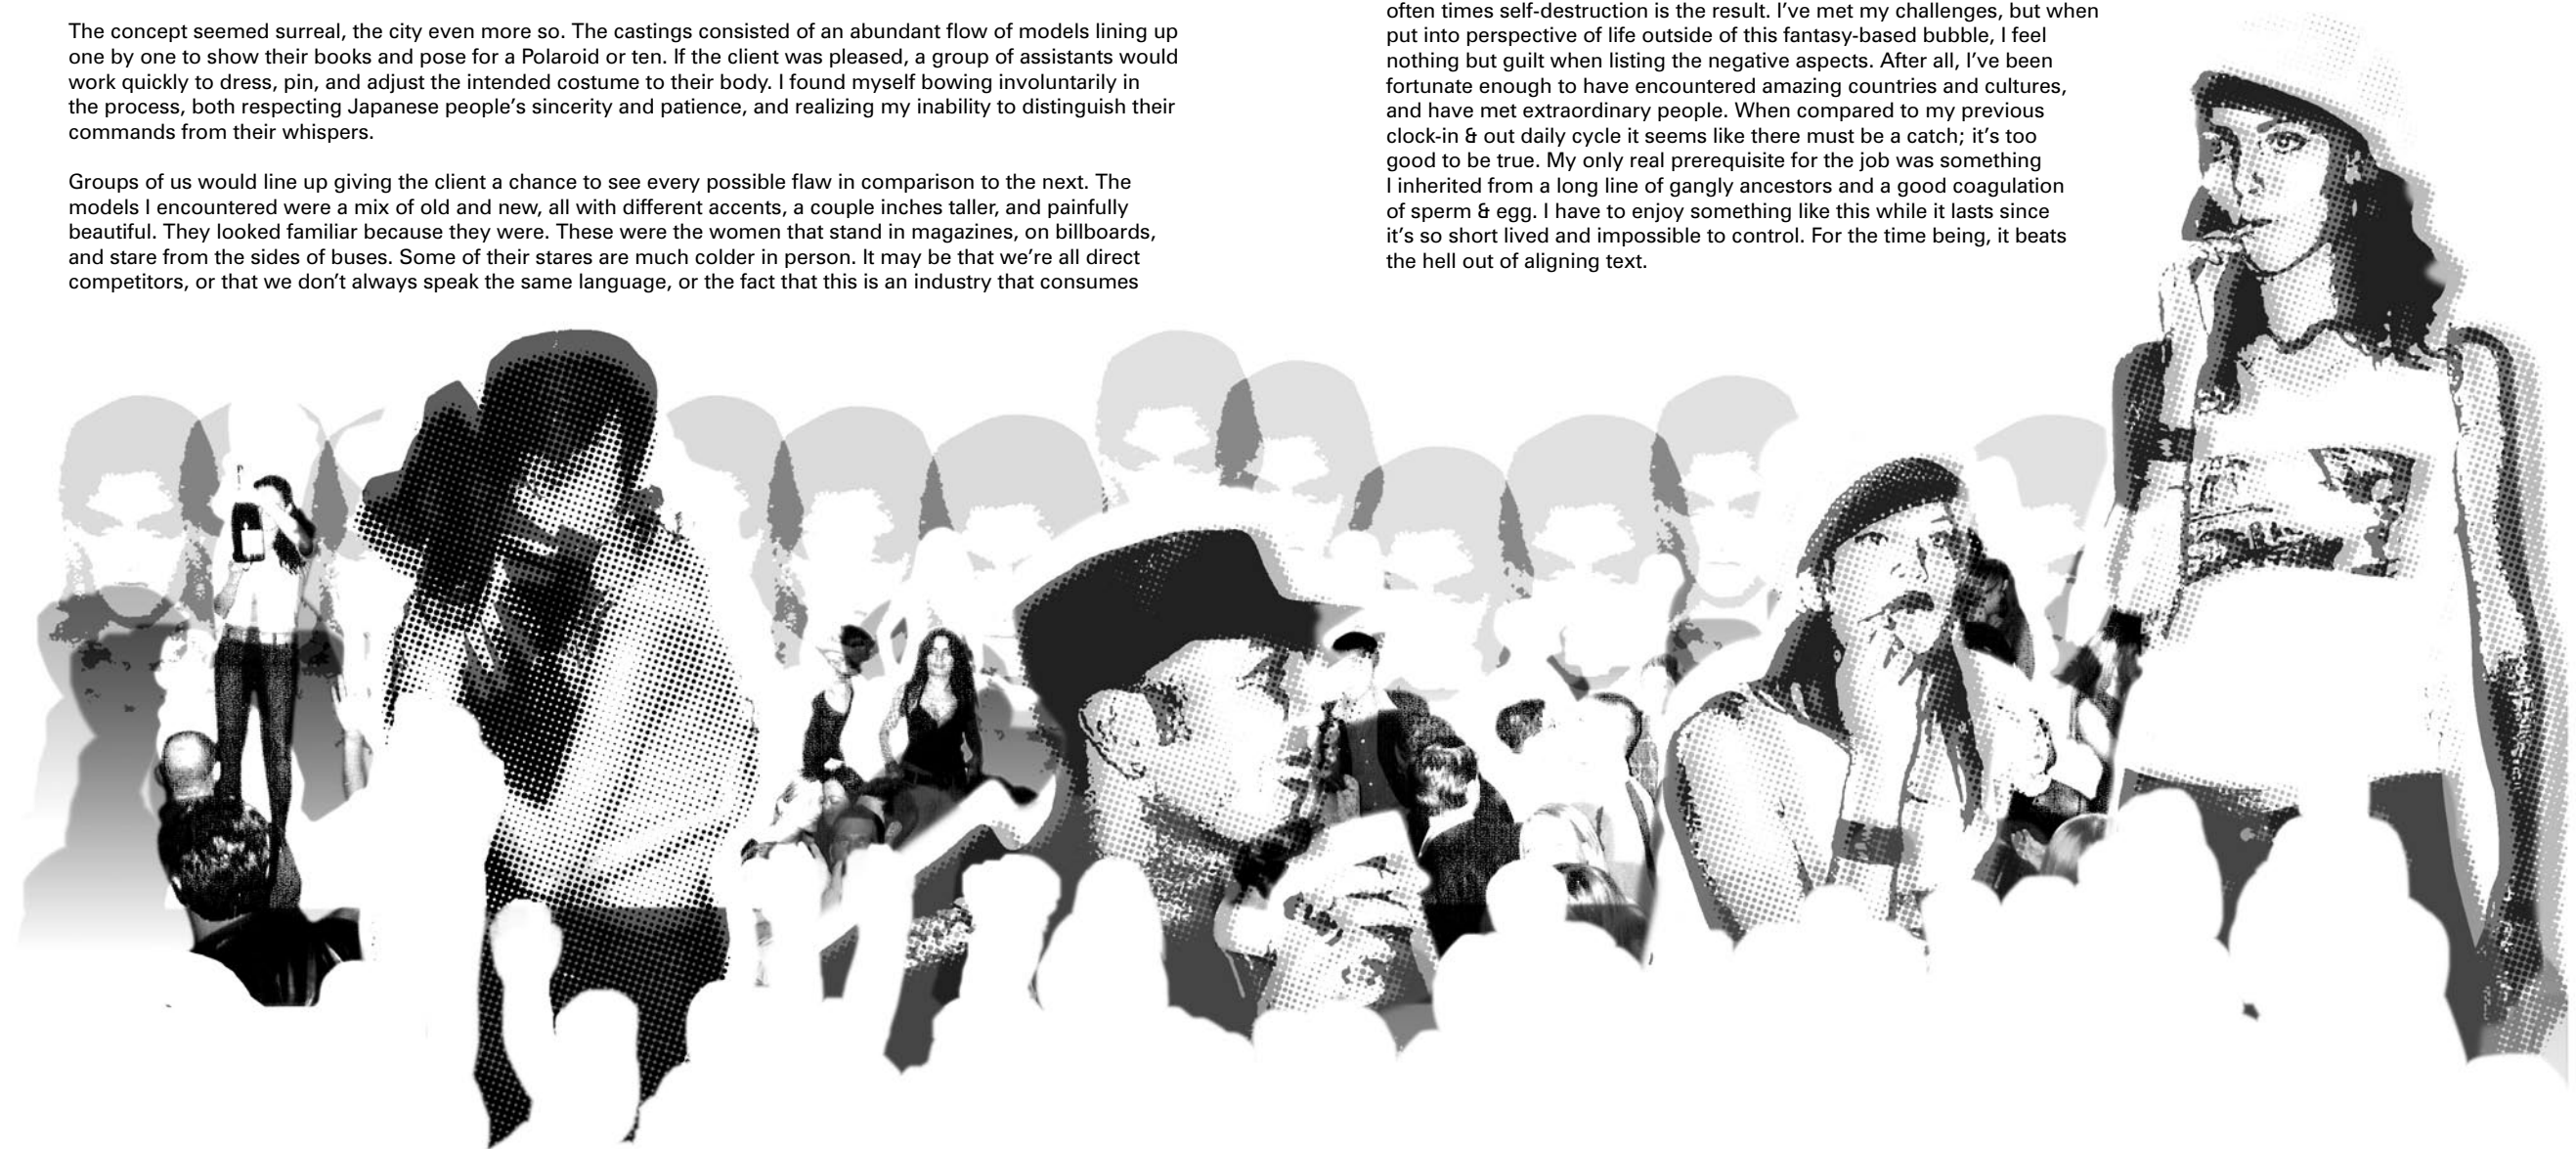 The concept seemed surreal, the city even more so. The castings consisted of an abundant flow of models lining up
one by one to show their books and pose for a Polaroid or ten. If the client was pleased, a group of assistants would
work quickly to dress, pin, and adjust the intended costume to their body. I found myself bowing involuntarily in
the process, both respecting Japanese people’s sincerity and patience, and realizing my inability to distinguish their
commands from their whispers.
Groups of us would line up giving the client a chance to see every possible flaw in comparison to the next. The
models I encountered were a mix of old and new, all with different accents, a couple inches taller, and painfully
beautiful. They looked familiar because they were. These were the women that stand in magazines, on billboards,
and stare from the sides of buses. Some of their stares are much colder in person. It may be that we’re all direct
competitors, or that we don’t always speak the same language, or the fact that this is an industry that consumes
often times self-destruction is the result. I’ve met my challenges, but when
put into perspective of life outside of this fantasy-based bubble, I feel
nothing but guilt when listing the negative aspects. After all, I’ve been
fortunate enough to have encountered amazing countries and cultures,
and have met extraordinary people. When compared to my previous
clock-in & out daily cycle it seems like there must be a catch; it’s too
good to be true. My only real prerequisite for the job was something
I inherited from a long line of gangly ancestors and a good coagulation
of sperm & egg. I have to enjoy something like this while it lasts since
it’s so short lived and impossible to control. For the time being, it beats
the hell out of aligning text.